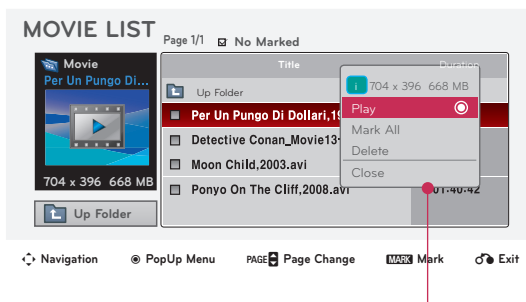 MOVIE LIST
Page 1/1 No Marked
Movie
Per Un Pungo Di...
704 x 396 668 MB
Up Folder
Title Duration
Up Folder
Per Un Pungo Di Dollari,19
Detective Conan_Movie13-
Moon Child,2003.avi
Ponyo On The Cliff,2008.avi 01:40:42
i 704 x 396 668 MB
Play
Mark All
Delete
Close
Navigation PopUp Menu PAGE Page Change MARK Mark Exit